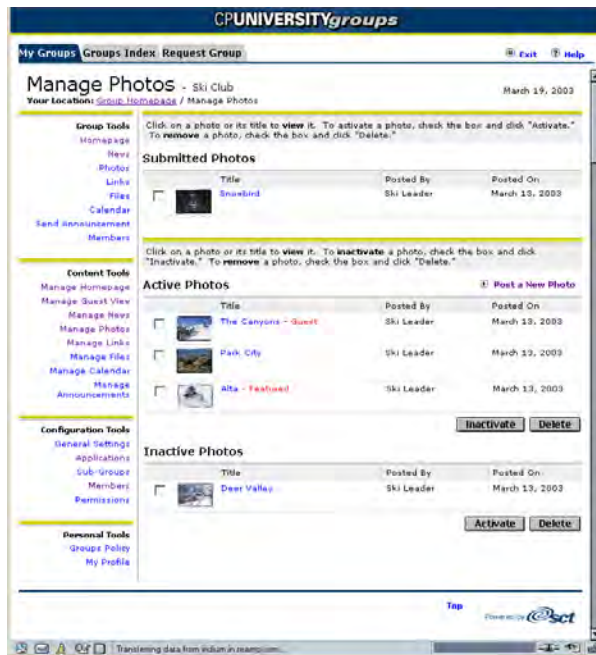 CPUNIVERSITYgroups
My Groups Groups Index Request Group
Exit Help
Manage Photos - Ski Club
March 19, 2003
Your Location: Group Homepage / Manage Photos
Group Tools
Homepage
News
Photos
Links
Files
Calendar
Send Announcement
Members
Content Tools
Manage Homepage
Manage Guest View
Manage News
Manage Photos
Manage Links
Manage Files
Manage Calendar
Manage
Announcements
Configuration Tools
General Settings
Applications
Sub-Groups
Members
Permissions
Personal Tools
Groups Policy
My Profile
Click on a photo or its title to view it. To activate a photo, check the box and click "Activate."
To remove a photo, check the box and click "Delete."
Submitted Photos
Title Posted By Posted On
Snowbird Ski Leader March 13, 2003
Click on a photo or its title to view it. To inactivate a photo, check the box and click
"Inactivate." To remove a photo, check the box and click "Delete."
Active Photos Post a New Photo
Title Posted By Posted On
The Canyons - Guest Ski Leader March 13, 2003
Park City Ski Leader March 13, 2003
Alta - Featured Ski Leader March 13, 2003
Inactivate Delete
Inactive Photos
Title Posted By Posted On
Deer Valley Ski Leader March 13, 2003
Activate Delete
Top
Powered by sct
Transferring data from